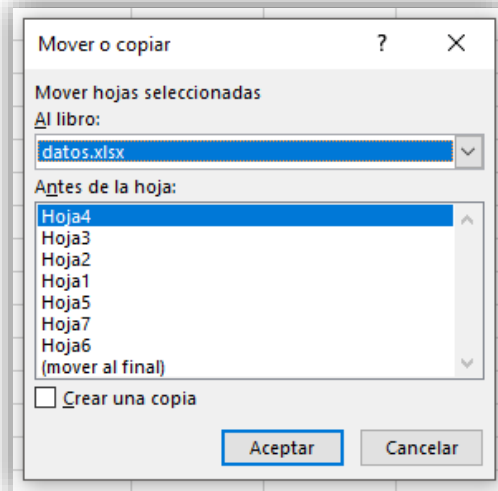 Mover o copiar ? ×
Mover hojas seleccionadas
Al libro:
datos.xlsx
Antes de la hoja:
Hoja4
Hoja3
Hoja2
Hoja1
Hoja5
Hoja7
Hoja6
(mover al final)
Crear una copia
Aceptar Cancelar